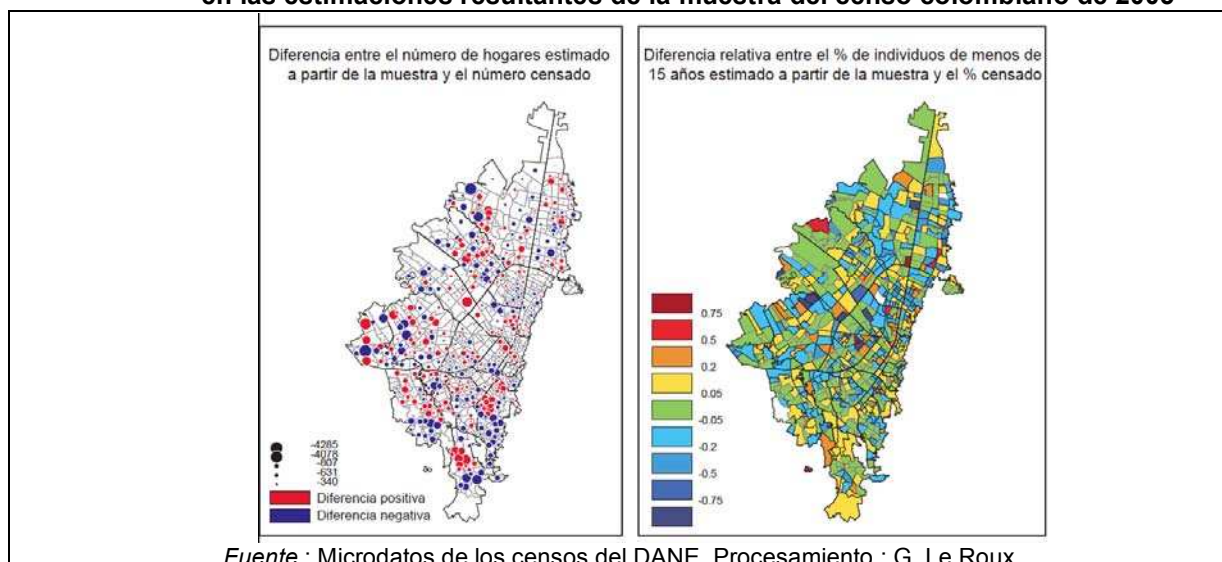 en las estimaciones resultantes de la muestra del censo colombiano de 2005
Diferencia entre el número de hogares estimado
a partir de la muestra y el número censado
-4285
-4078
-807
-631
-340
Diferencia positiva
Diferencia negativa
Diferencia relativa entre el % de individuos de menos de
15 años estimado a partir de la muestra y el % censado
0.75
0.5
0.2
0.05
-0.05
-0.2
-0.5
-0.75
Fuente : Microdatos de los censos del DANE. Procesamiento : G. Le Roux